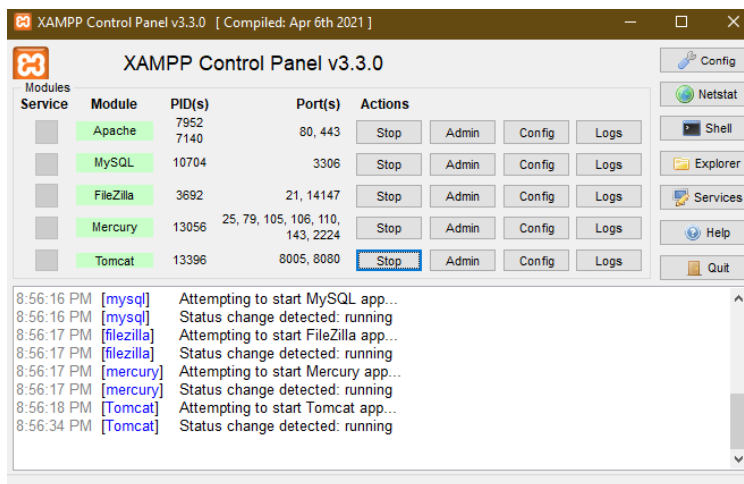 XAMPP Control Panel v3.3.0 [ Compiled: Apr 6th 2021 ]
XAMPP Control Panel v3.3.0
Config
Modules
Service Module PID(s) Port(s) Actions
Netstat
Apache 7952 7140 80, 443 Stop Admin Config Logs
Shell
MySQL 10704 3306 Stop Admin Config Logs
Explorer
FileZilla 3692 21, 14147 Stop Admin Config Logs
Services
Mercury 13056 25, 79, 105, 106, 110, 143, 2224 Stop Admin Config Logs
Help
Tomcat 13396 8005, 8080 Stop Admin Config Logs
Quit
8:56:16 PM [mysql] Attempting to start MySQL app...
8:56:16 PM [mysql] Status change detected: running
8:56:17 PM [filezilla] Attempting to start FileZilla app...
8:56:17 PM [filezilla] Status change detected: running
8:56:17 PM [mercury] Attempting to start Mercury app...
8:56:17 PM [mercury] Status change detected: running
8:56:18 PM [Tomcat] Attempting to start Tomcat app...
8:56:34 PM [Tomcat] Status change detected: running